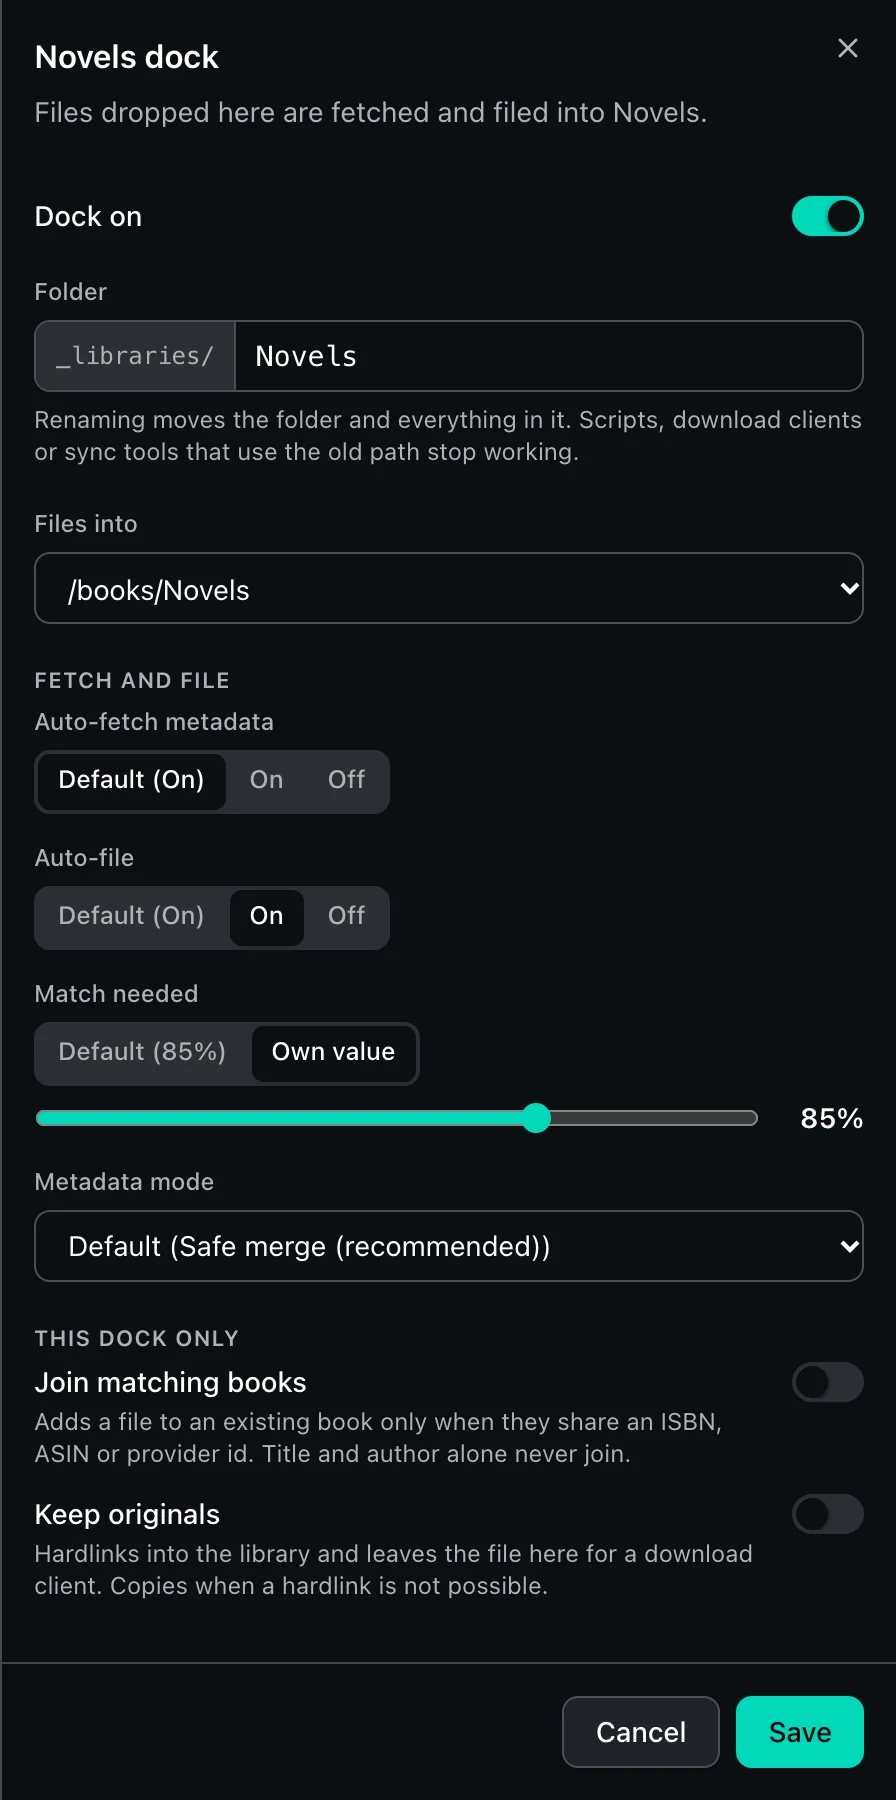 Novels dock
Files dropped here are fetched and filed into Novels.
Dock on
Folder
_libraries/ Novels
Renaming moves the folder and everything in it. Scripts, download clients
or sync tools that use the old path stop working.
Files into
/books/Novels
FETCH AND FILE
Auto-fetch metadata
Default (On) On Off
Auto-file
Default (On) On Off
Match needed
Default (85%) Own value
85%
Metadata mode
Default (Safe merge (recommended))
THIS DOCK ONLY
Join matching books
Adds a file to an existing book only when they share an ISBN,
ASIN or provider id. Title and author alone never join.
Keep originals
Hardlinks into the library and leaves the file here for a download
client. Copies when a hardlink is not possible.
Cancel Save